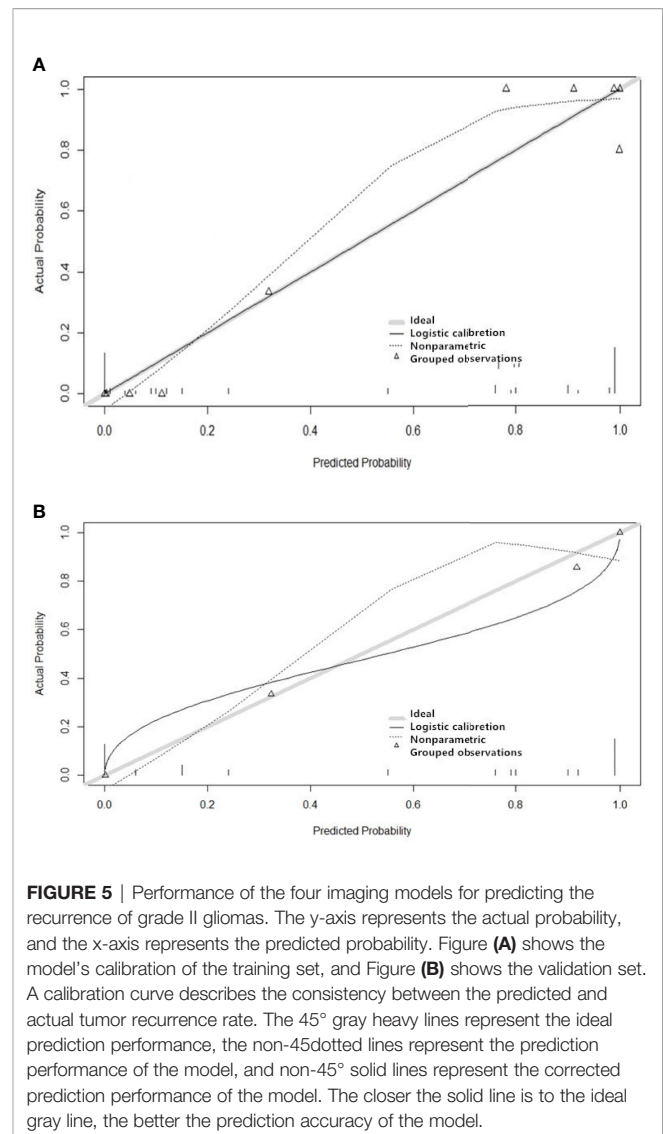 A
1.0
0.8
0.6
0.4
0.2
0.0
Actual Probability
Ideal
Logistic calibretion
Nonparametric
Grouped observations
0.0 0.2 0.4 0.6 0.8 1.0
Predicted Probability
B
1.0
0.8
0.6
0.4
0.2
0.0
Actual Probability
Ideal
Logistic calibretion
Nonparametric
Grouped observations
0.0 0.2 0.4 0.6 0.8 1.0
Predicted Probability
FIGURE 5 | Performance of the four imaging models for predicting the
recurrence of grade II gliomas. The y-axis represents the actual probability,
and the x-axis represents the predicted probability. Figure (A) shows the
model’s calibration of the training set, and Figure (B) shows the validation set.
A calibration curve describes the consistency between the predicted and
actual tumor recurrence rate. The 45° gray heavy lines represent the ideal
prediction performance, the non-45dotted lines represent the prediction
performance of the model, and non-45° solid lines represent the corrected
prediction performance of the model. The closer the solid line is to the ideal
gray line, the better the prediction accuracy of the model.